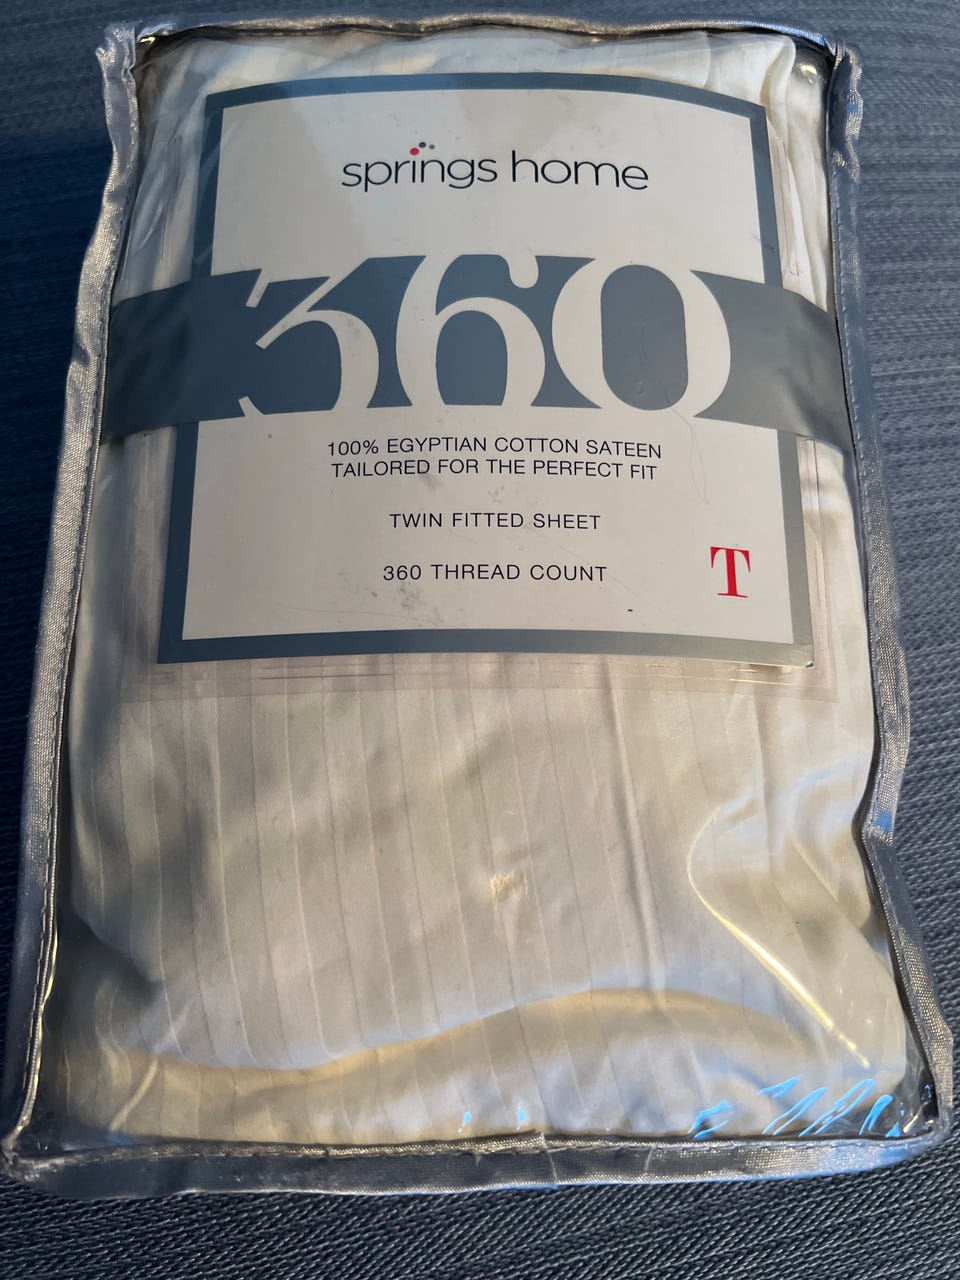 springs home
360
100% EGYPTIAN COTTON SATEEN
TAILORED FOR THE PERFECT FIT
TWIN FITTED SHEET
360 THREAD COUNT
T